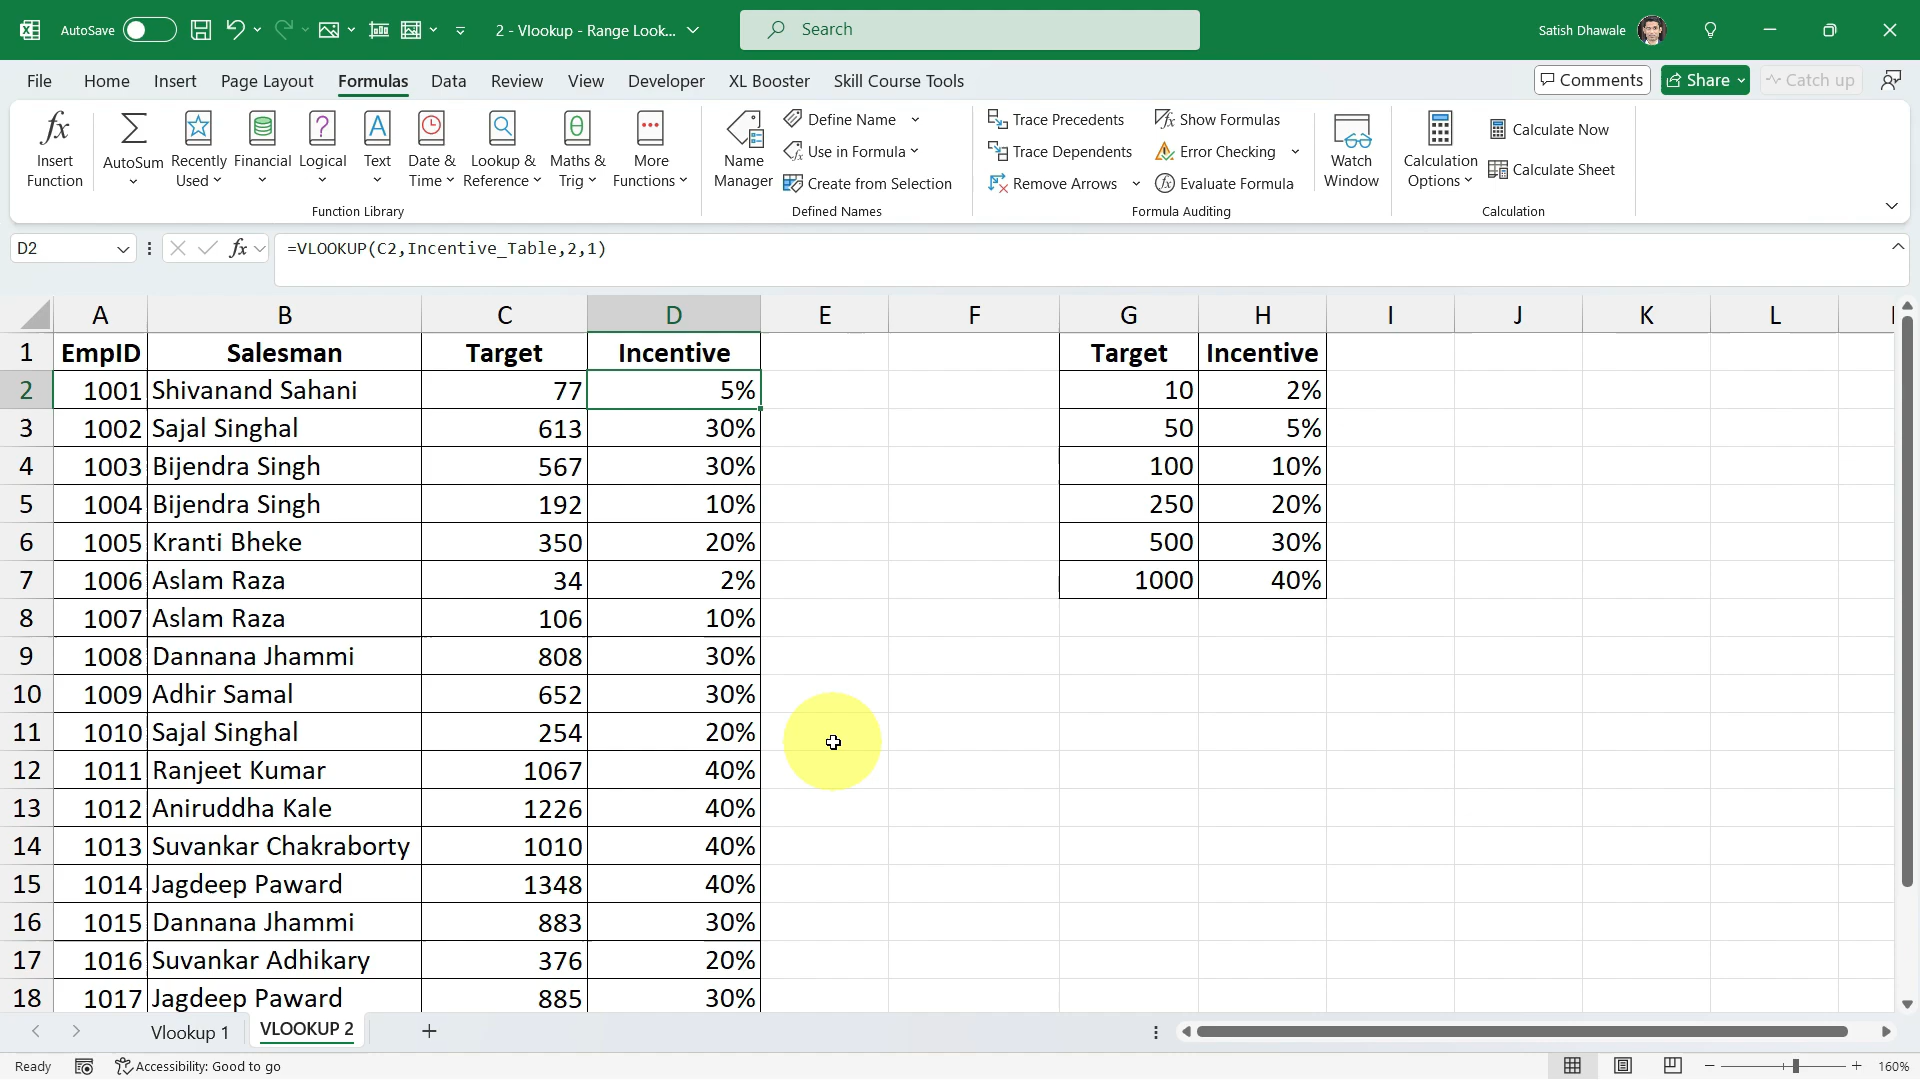 AutoSave
2 - Vlookup - Range Look...
Search
Satish Dhawale
File Home Insert Page Layout Formulas Data Review View Developer XL Booster Skill Course Tools
Comments Share Catch up
Insert Function
AutoSum
Recently Used
Financial
Logical
Text
Date & Time
Lookup & Reference
Maths & Trig
More Functions
Function Library
Name Manager
Define Name
Use in Formula
Create from Selection
Defined Names
Trace Precedents
Trace Dependents
Remove Arrows
Show Formulas
Error Checking
Evaluate Formula
Formula Auditing
Watch Window
Calculation Options
Calculate Now
Calculate Sheet
Calculation
D2 fx =VLOOKUP(C2,Incentive_Table,2,1)
A B C D E F G H I J K L
1 EmpID Salesman Target Incentive Target Incentive
2 1001 Shivanand Sahani 77 5% 10 2%
3 1002 Sajal Singhal 613 30% 50 5%
4 1003 Bijendra Singh 567 30% 100 10%
5 1004 Bijendra Singh 192 10% 250 20%
6 1005 Kranti Bheke 350 20% 500 30%
7 1006 Aslam Raza 34 2% 1000 40%
8 1007 Aslam Raza 106 10%
9 1008 Dannana Jhammi 808 30%
10 1009 Adhir Samal 652 30%
11 1010 Sajal Singhal 254 20%
12 1011 Ranjeet Kumar 1067 40%
13 1012 Aniruddha Kale 1226 40%
14 1013 Suvankar Chakraborty 1010 40%
15 1014 Jagdeep Paward 1348 40%
16 1015 Dannana Jhammi 883 30%
17 1016 Suvankar Adhikary 376 20%
18 1017 Jagdeep Paward 885 30%
Vlookup 1 VLOOKUP 2
Ready Accessibility: Good to go 160%